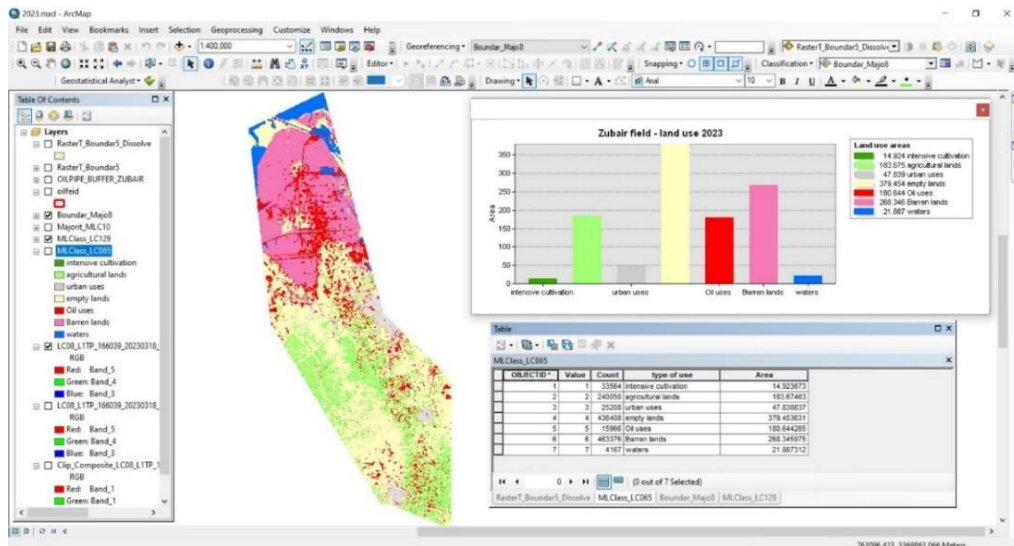 2023.mxd - ArcMap
File Edit View Bookmarks Insert Selection Geoprocessing Customize Windows Help
1:400,000 Georeferencing Boundar_Majo8 RasterT_Boundar5_Dissolv
Editor Snapping Classification Boundar_Majo8
Geostatistical Analyst Drawing A Arial 10 B I U A
Table Of Contents
Layers
RasterT_Boundar5_Dissolve
RasterT_Boundar5
OILPIPE_BUFFER_ZUBAIR
oilfeid
Boundar_Majo8
Majorit_MLC10
MLClass_LC129
MLClass_LC065
intensive cultivation
agricultural lands
urban uses
empty lands
Oil uses
Barren lands
waters
LC08_L1TP_166039_20230318_
RGB
Red: Band_5
Green: Band_4
Blue: Band_3
LC08_L1TP_166039_20230318_
RGB
Red: Band_5
Green: Band_4
Blue: Band_3
Clip_Composite_LC08_L1TP_1
RGB
Red: Band_1
Green: Band_1
Zubair field - land use 2023
Area
350
300
250
200
150
100
50
0
intensive cultivation urban uses Oil uses Barren lands waters
Land use areas
14.924 intensive cultivation
183.675 agricultural lands
47.839 urban uses
379.454 empty lands
180.644 Oil uses
268.346 Barren lands
21.887 waters
Table
MLClass_LC065
OBJECTID * Value Count type of use Area
1 1 33564 intensive cultivation 14.923673
2 2 240050 agricultural lands 183.67463
3 3 25208 urban uses 47.838837
4 4 436408 empty lands 379.453631
5 5 15966 Oil uses 180.644265
6 6 463376 Barren lands 268.345975
7 7 4167 waters 21.887312
0 (0 out of 7 Selected)
RasterT_Boundar5_Dissolve MLClass_LC065 Boundar_Majo8 MLClass_LC129